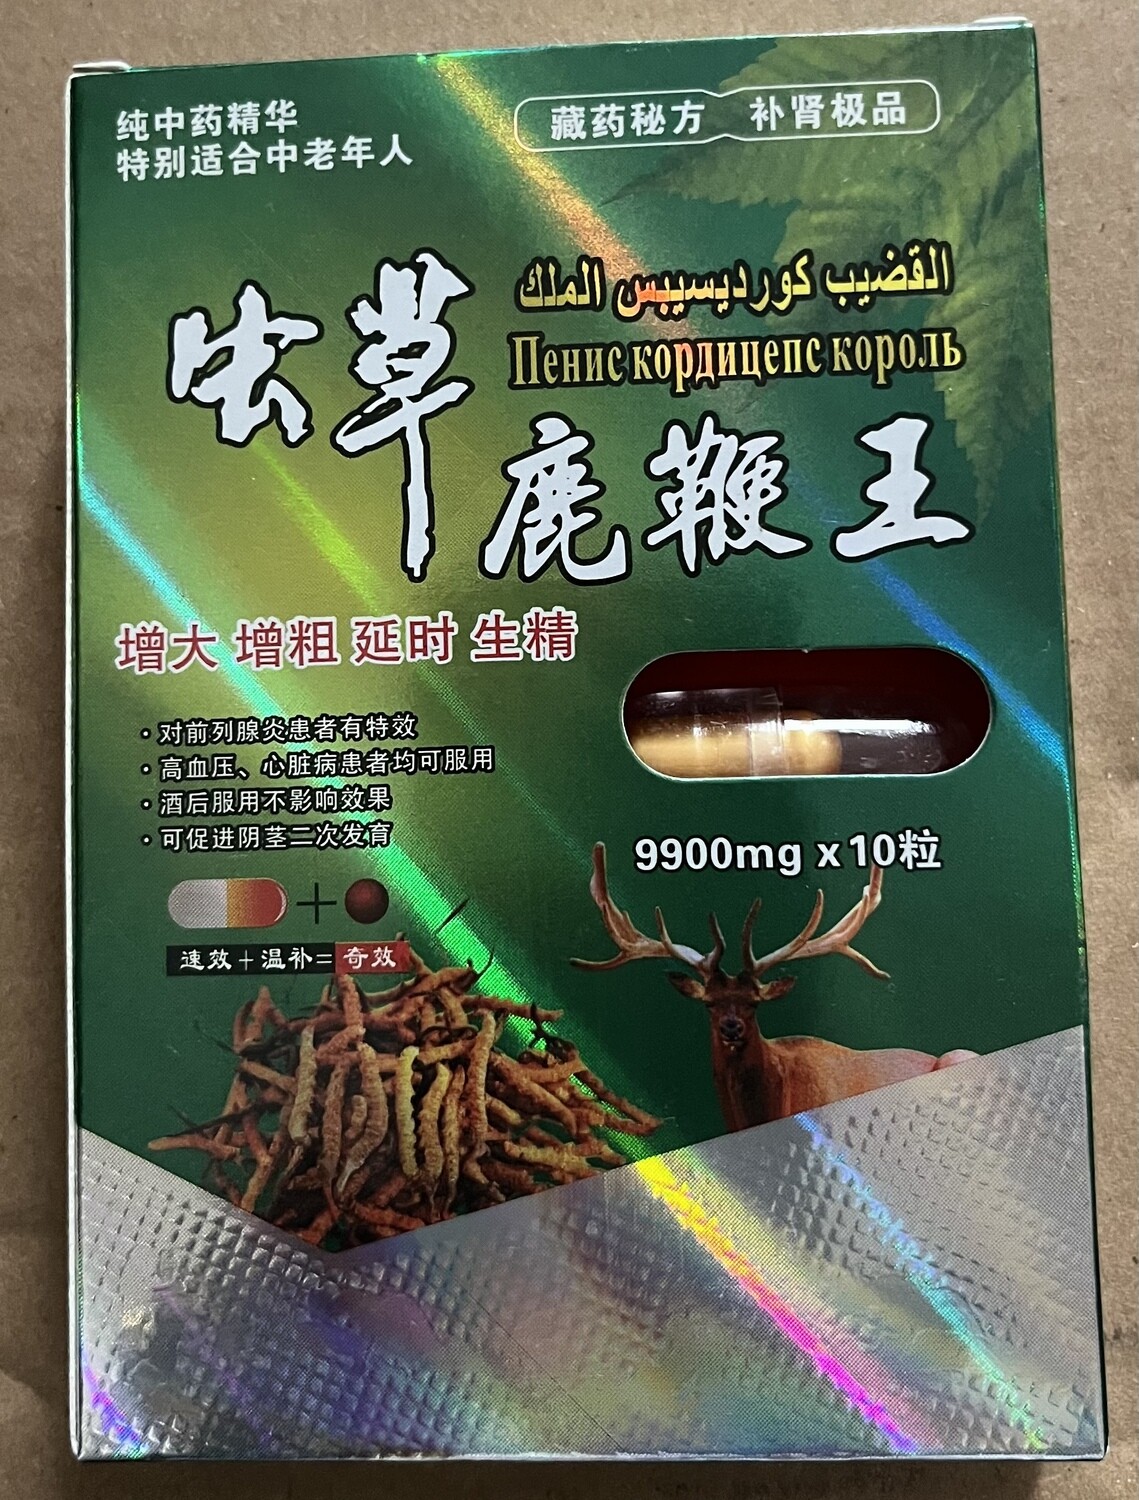 纯中药精华
特别适合中老年人
藏药秘方 补肾极品
القضيب كورديسيبس الملك
Пенис кордицепс король
虫草
鹿鞭王
增大 增粗 延时 生精
·对前列腺炎患者有特效
·高血压、心脏病患者均可服用
·酒后服用不影响效果
·可促进阴茎二次发育
+
速效+温补=奇效
9900mg x10粒